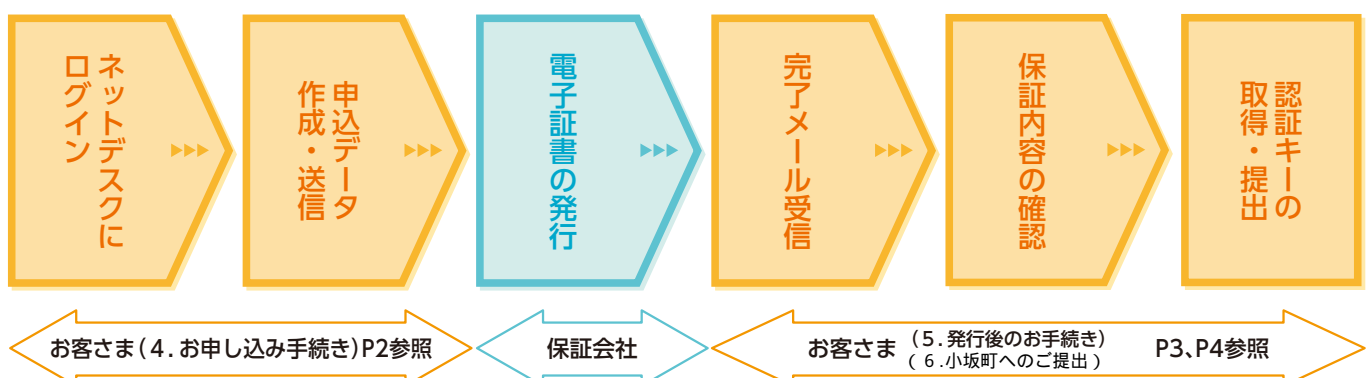 ネットデスクに
ログイン
申込データ
作成・送信
電子証書の発行
完了メール受信
保証内容の確認
認証キーの
取得・提出
お客さま(4.お申し込み手続き)P2参照
保証会社
お客さま
(5.発行後のお手続き)
(6.小坂町へのご提出)
P3、P4参照